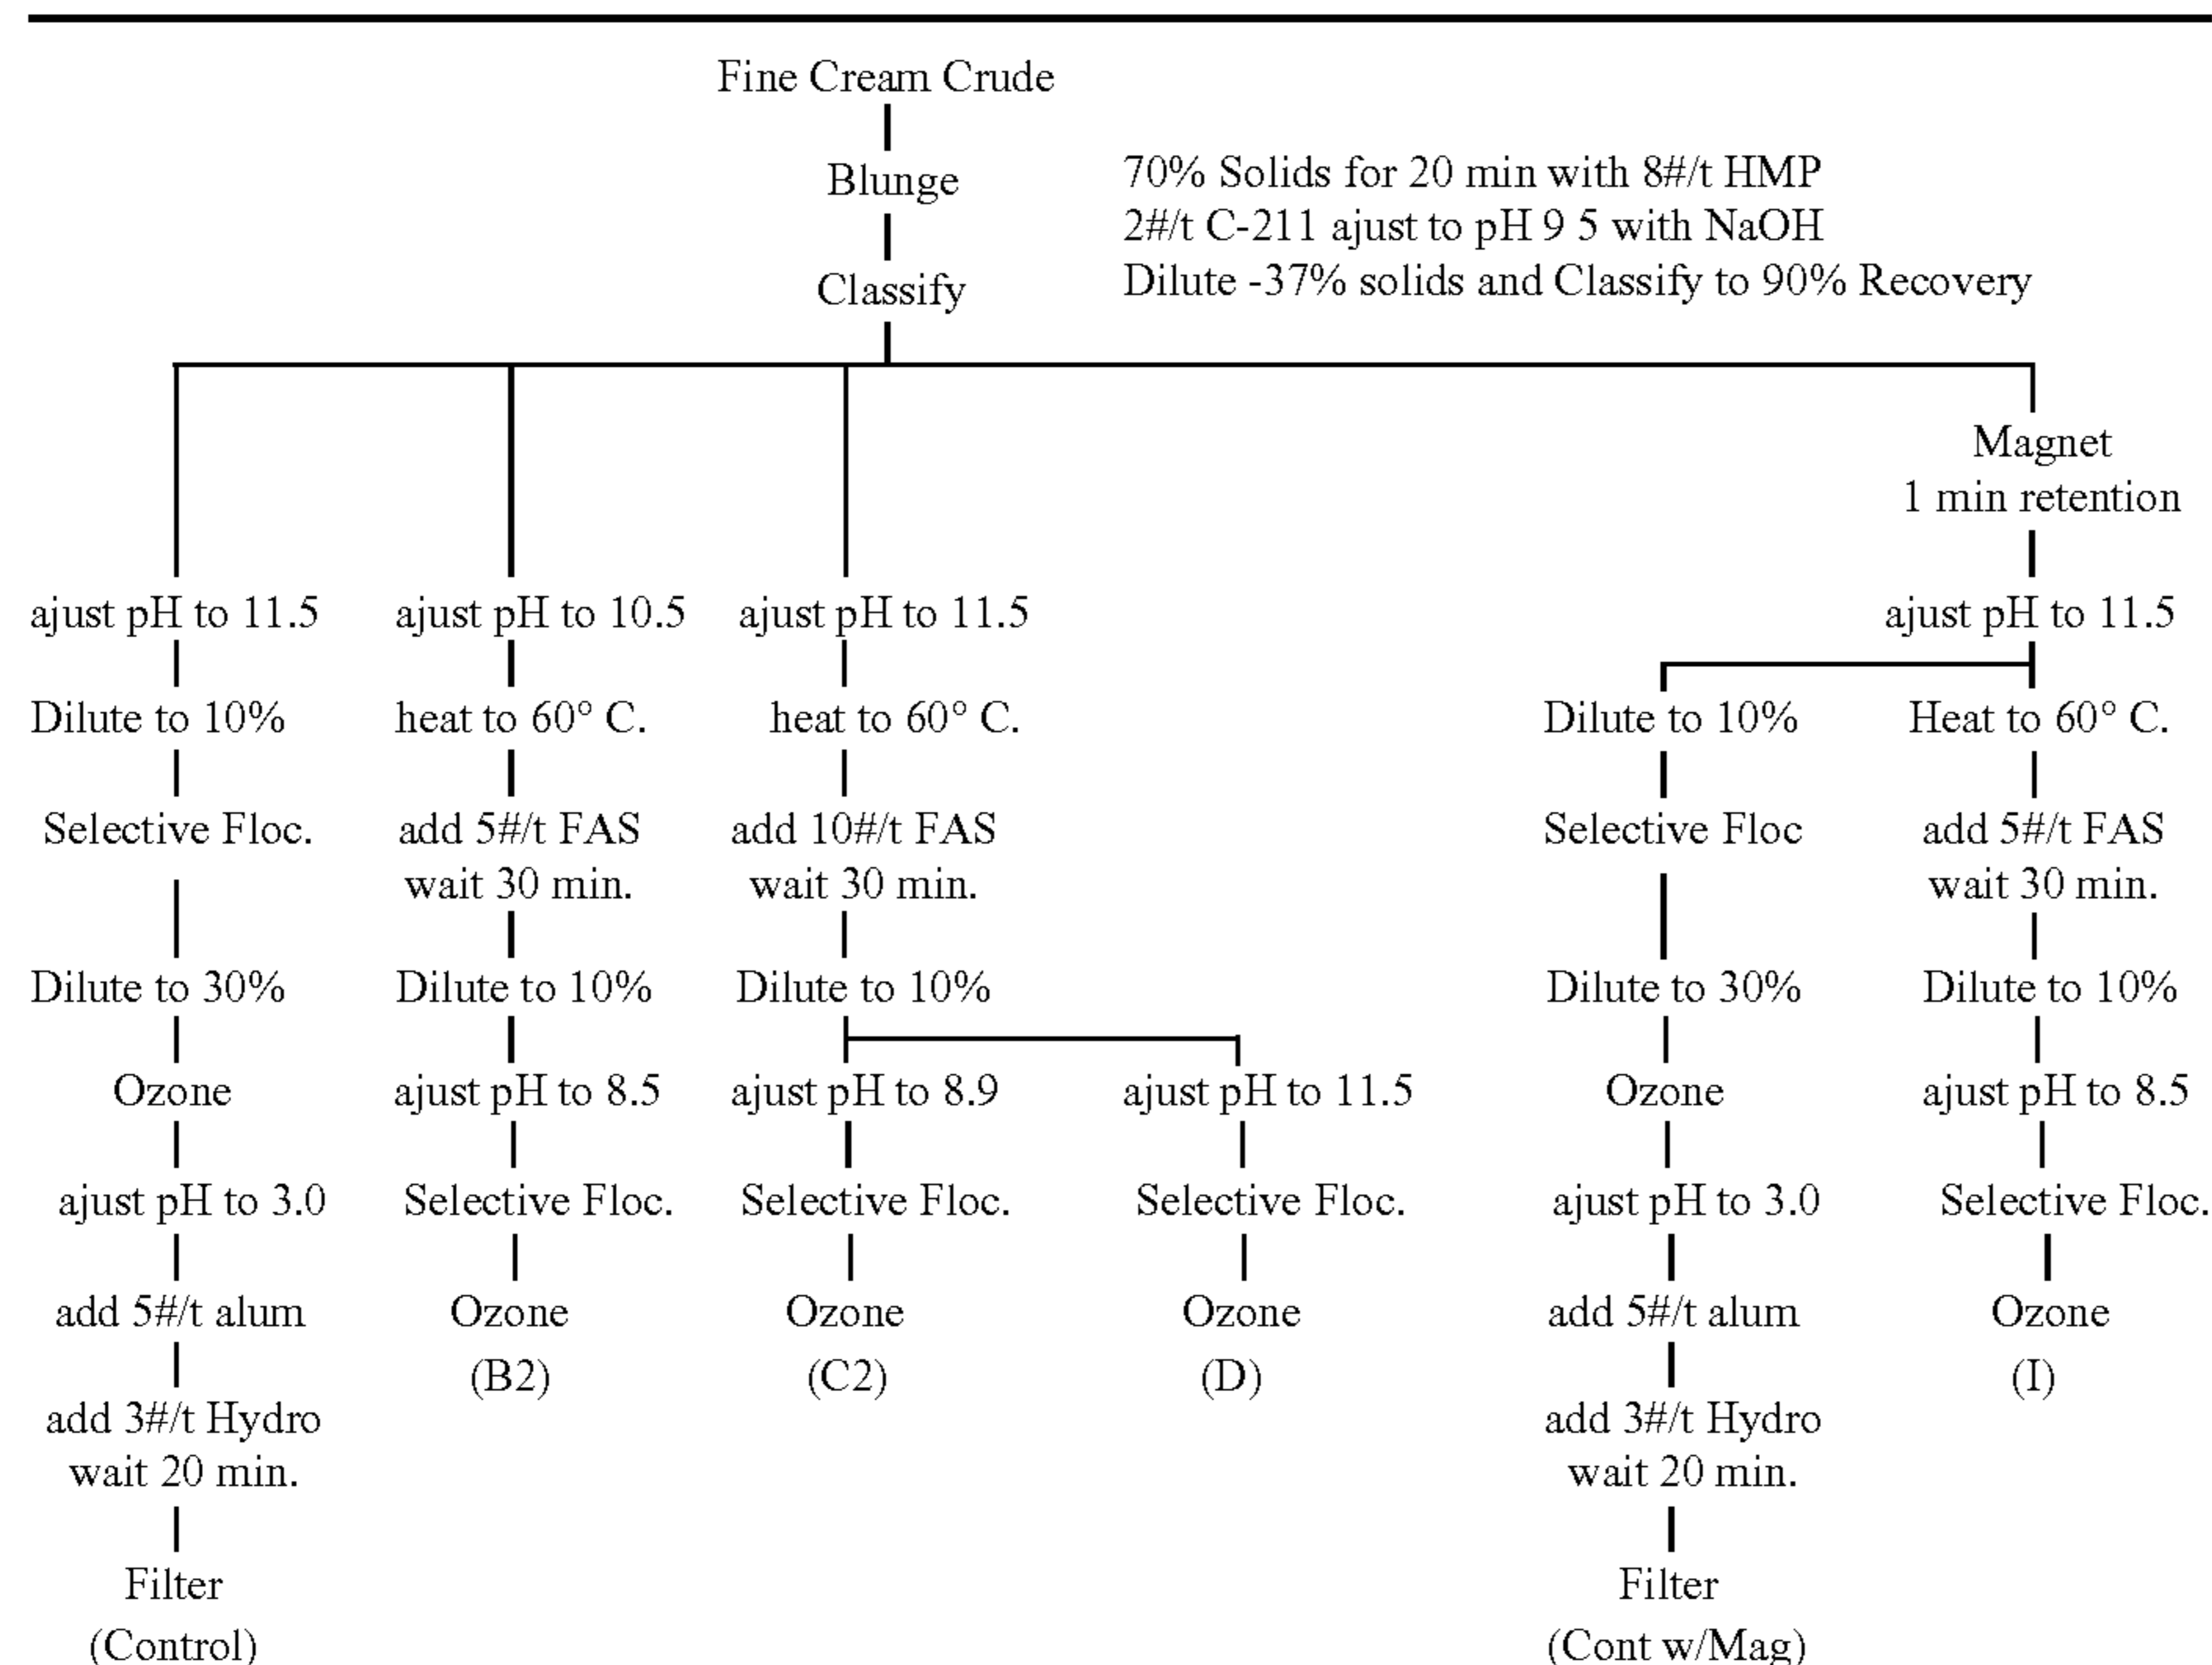 Fine Cream Crude
Blunge
Classify
70% Solids for 20 min with 8#/t HMP
2#/t C-211 ajust to pH 9 5 with NaOH
Dilute -37% solids and Classify to 90% Recovery
Magnet
1 min retention
ajust pH to 11.5
ajust pH to 10.5
ajust pH to 11.5
ajust pH to 11.5
Dilute to 10%
heat to 60° C.
heat to 60° C.
Dilute to 10%
Heat to 60° C.
Selective Floc.
add 5#/t FAS
wait 30 min.
add 10#/t FAS
wait 30 min.
Selective Floc
add 5#/t FAS
wait 30 min.
Dilute to 30%
Dilute to 10%
Dilute to 10%
Dilute to 30%
Dilute to 10%
Ozone
ajust pH to 8.5
ajust pH to 8.9
ajust pH to 11.5
Ozone
ajust pH to 8.5
ajust pH to 3.0
Selective Floc.
Selective Floc.
Selective Floc.
ajust pH to 3.0
Selective Floc.
add 5#/t alum
Ozone
Ozone
Ozone
add 5#/t alum
Ozone
(B2)
(C2)
(D)
(I)
add 3#/t Hydro
wait 20 min.
add 3#/t Hydro
wait 20 min.
Filter
(Control)
Filter
(Cont w/Mag)